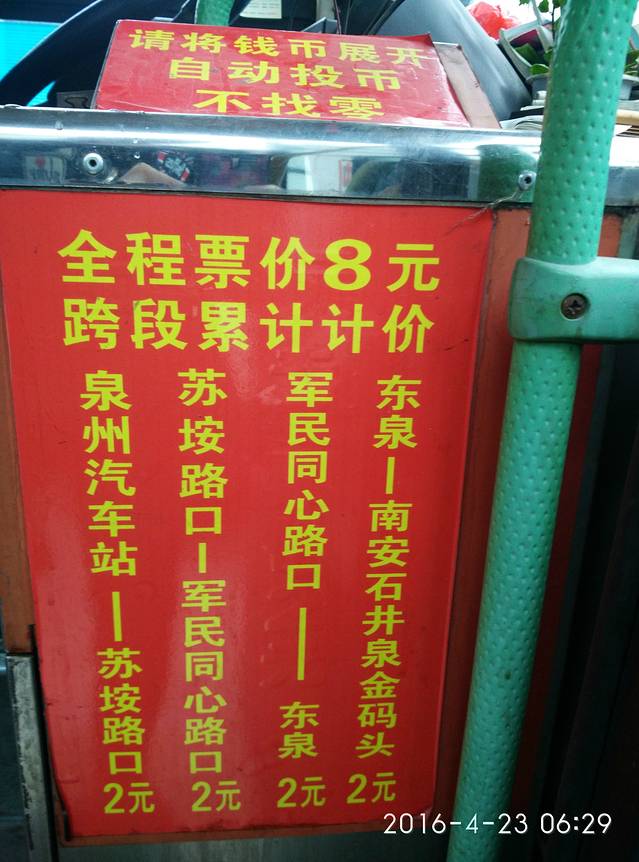 请将钱币展开
自动投币
不找零
全程票价8元
跨段累计计价
泉州汽车站—苏垵路口2元
苏垵路口—军民同心路口2元
军民同心路口—东泉2元
东泉—南安石井泉金码头2元
2016-4-23 06:29